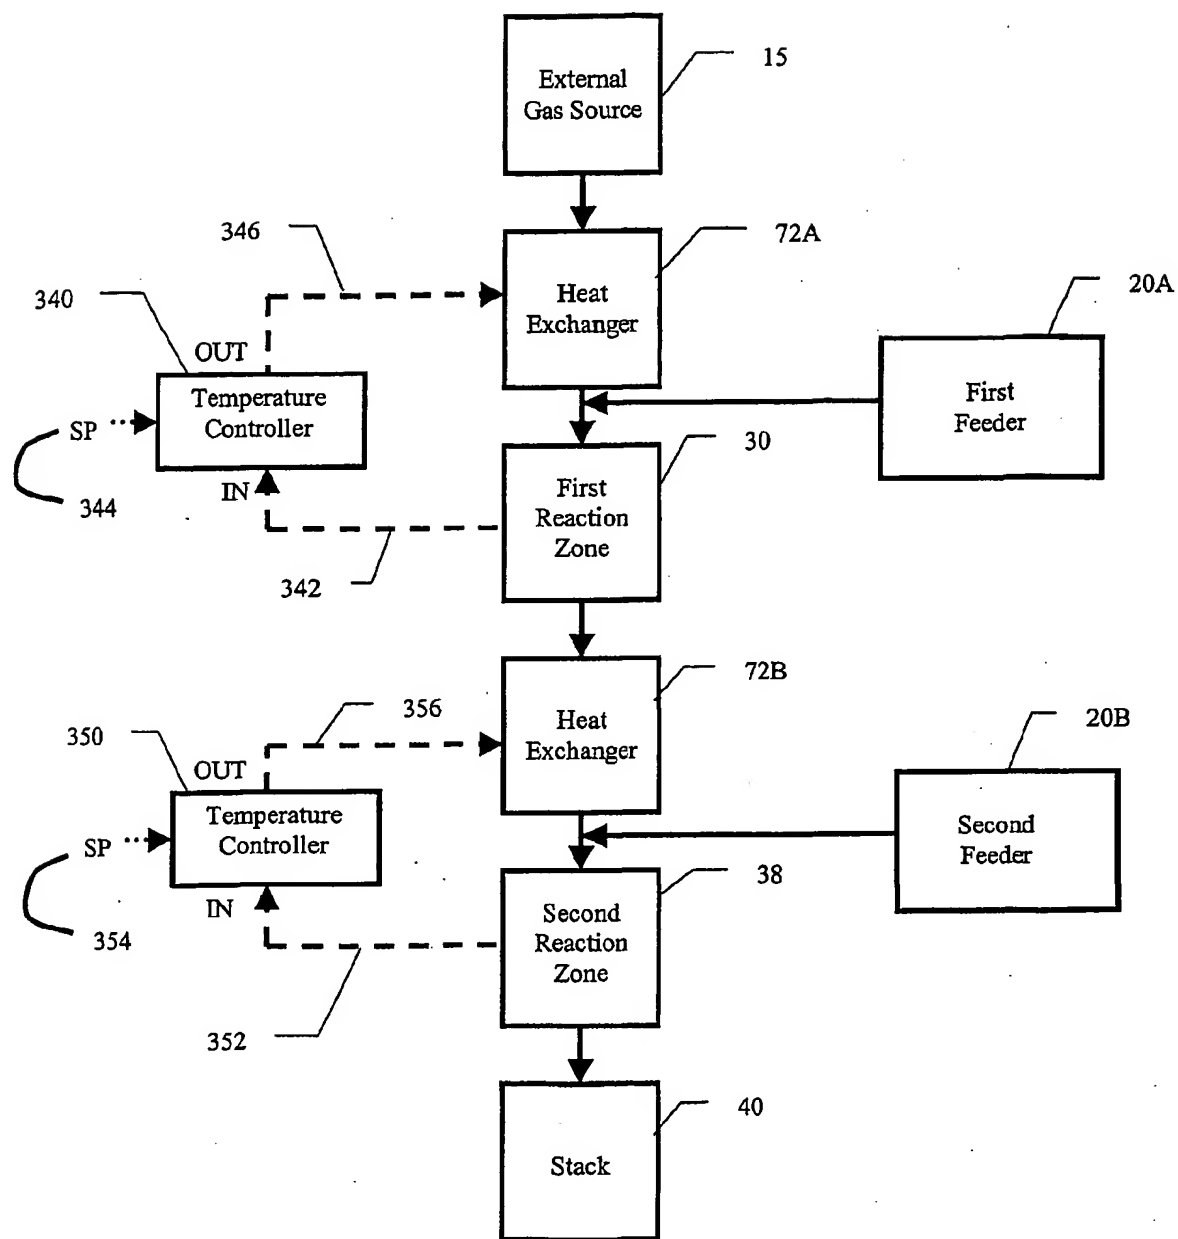 External
Gas Source
15
346
72A
340
Heat
Exchanger
20A
OUT
Temperature
Controller
First
Feeder
SP
30
344
IN
First
Reaction
Zone
342
72B
356
350
Heat
Exchanger
20B
OUT
Temperature
Controller
Second
Feeder
SP
38
IN
354
Second
Reaction
Zone
352
40
Stack